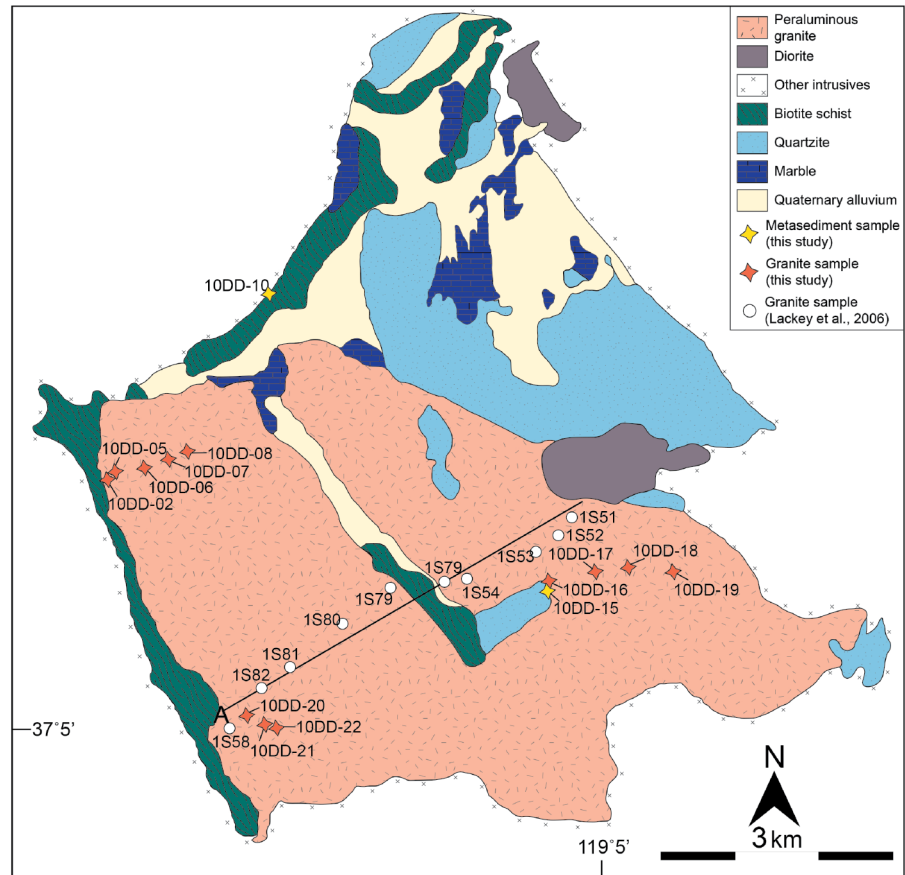 Peraluminous
granite
Diorite
Other intrusives
Biotite schist
Quartzite
Marble
Quaternary alluvium
Metasediment sample
(this study)
Granite sample
(this study)
Granite sample
(Lackey et al., 2006)
10DD-10
10DD-05
10DD-08
10DD-07
10DD-06
10DD-02
1S51
1S52
1S53
10DD-17
10DD-18
1S79
1S79
1S54
10DD-16
10DD-19
10DD-15
1S80
1S81
1S82
A
10DD-20
1S58
10DD-22
10DD-21
37°5'
N
3 km
119°5'